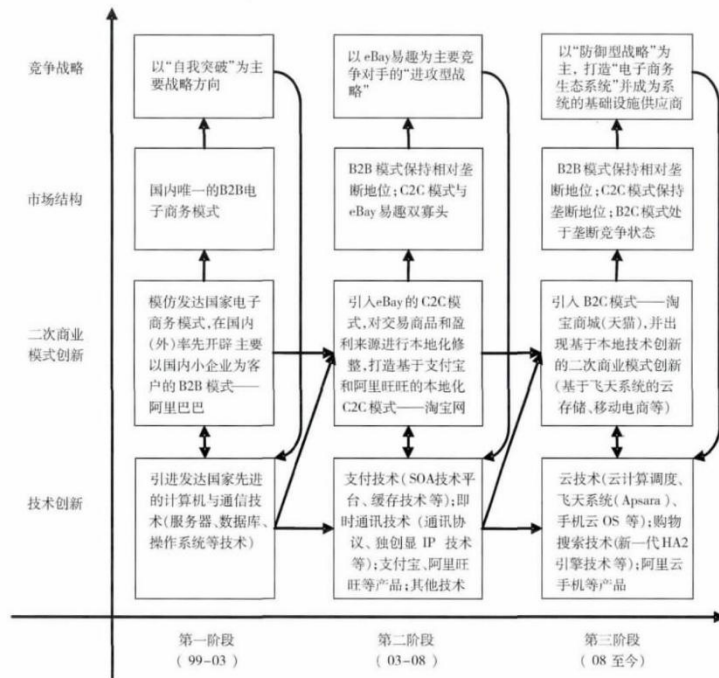 竞争战略
以“自我突破”为主
要战略方向
以eBay易趣为主要竞
争对手的“进攻型战
略”
以“防御型战略”为
主，打造“电子商务
生态系统”并成为系
统的基础设施供应商
市场结构
国内唯一的B2B电
子商务模式
B2B模式保持相对垄
断地位；C2C模式与
eBay易趣双寡头
B2B模式保持相对垄
断地位；C2C模式保持
垄断地位；B2C模式处
于垄断竞争状态
二次商业
模式创新
模仿发达国家电子
商务模式，在国内
(外)率先开辟 主要
以国内小企业为客
户的B2B模式——
阿里巴巴
引入eBay的C2C模
式，对交易商品和盈
利来源进行本地化修
整，打造基于支付宝
和阿里旺旺的本地化
C2C模式——淘宝网
引入 B2C模式——淘
宝商城(天猫)，并出
现基于本地技术创新
的二次商业模式创新
(基于飞天系统的云
存储、移动电商等)
技术创新
引进发达国家先进
的计算机与通信技
术(服务器、数据库、
操作系统等技术)
支付技术(SOA技术平
台、缓存技术等)；即
时通讯技术 (通讯协
议、独创显 IP 技术
等)；支付宝、阿里旺
旺等产品；其他技术
云技术(云计算调度、
飞天系统(Apsara)、
手机云 OS 等)；购物
搜索技术(新一代HA2
引擎技术等)；阿里云
手机等产品
第一阶段
（ 99-03 ）
第二阶段
（ 03-08 ）
第三阶段
（ 08 至今）